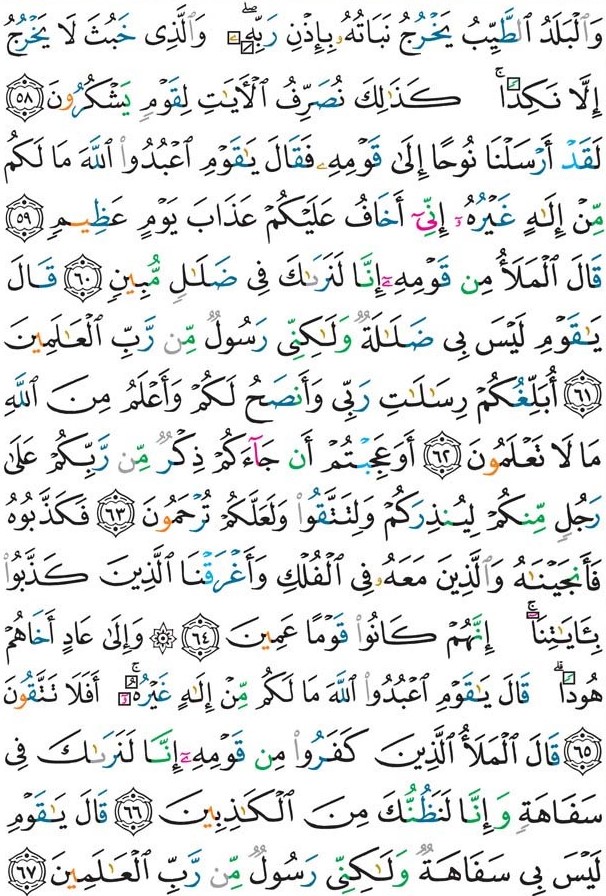 وَٱلْبَلَدُ ٱلطَّيِّبُ يَخْرُجُ نَبَاتُهُۥ بِإِذْنِ رَبِّهِۦۖ وَٱلَّذِى خَبُثَ لَا يَخْرُجُ
إِلَّا نَكِدًاۚ كَذَٰلِكَ نُصَرِّفُ ٱلْـَٔايَٰتِ لِقَوْمٍ يَشْكُرُونَ ٥٨
لَقَدْ أَرْسَلْنَا نُوحًا إِلَىٰ قَوْمِهِۦ فَقَالَ يَٰقَوْمِ ٱعْبُدُوا۟ ٱللَّهَ مَا لَكُم
مِّنْ إِلَٰهٍ غَيْرُهُۥٓ إِنِّىٓ أَخَافُ عَلَيْكُمْ عَذَابَ يَوْمٍ عَظِيمٍ ٥٩
قَالَ ٱلْمَلَأُ مِن قَوْمِهِۦٓ إِنَّا لَنَرَىٰكَ فِى ضَلَٰلٍ مُّبِينٍ ٦٠ قَالَ
يَٰقَوْمِ لَيْسَ بِى ضَلَٰلَةٌ وَلَٰكِنِّى رَسُولٌ مِّن رَّبِّ ٱلْعَٰلَمِينَ
٦١ أُبَلِّغُكُمْ رِسَٰلَٰتِ رَبِّى وَأَنصَحُ لَكُمْ وَأَعْلَمُ مِنَ ٱللَّهِ
مَا لَا تَعْلَمُونَ ٦٢ أَوَعَجِبْتُمْ أَن جَآءَكُمْ ذِكْرٌ مِّن رَّبِّكُمْ عَلَىٰ
رَجُلٍ مِّنكُمْ لِيُنذِرَكُمْ وَلِتَتَّقُوا۟ وَلَعَلَّكُمْ تُرْحَمُونَ ٦٣ فَكَذَّبُوهُ
فَأَنجَيْنَٰهُ وَٱلَّذِينَ مَعَهُۥ فِى ٱلْفُلْكِ وَأَغْرَقْنَا ٱلَّذِينَ كَذَّبُوا۟
بِـَٔايَٰتِنَآۚ إِنَّهُمْ كَانُوا۟ قَوْمًا عَمِينَ ٦٤ ۞ وَإِلَىٰ عَادٍ أَخَاهُمْ
هُودًاۗ قَالَ يَٰقَوْمِ ٱعْبُدُوا۟ ٱللَّهَ مَا لَكُم مِّنْ إِلَٰهٍ غَيْرُهُۥٓۚ أَفَلَا تَتَّقُونَ
٦٥ قَالَ ٱلْمَلَأُ ٱلَّذِينَ كَفَرُوا۟ مِن قَوْمِهِۦٓ إِنَّا لَنَرَىٰكَ فِى
سَفَاهَةٍ وَإِنَّا لَنَظُنُّكَ مِنَ ٱلْكَٰذِبِينَ ٦٦ قَالَ يَٰقَوْمِ
لَيْسَ بِى سَفَاهَةٌ وَلَٰكِنِّى رَسُولٌ مِّن رَّبِّ ٱلْعَٰلَمِينَ ٦٧